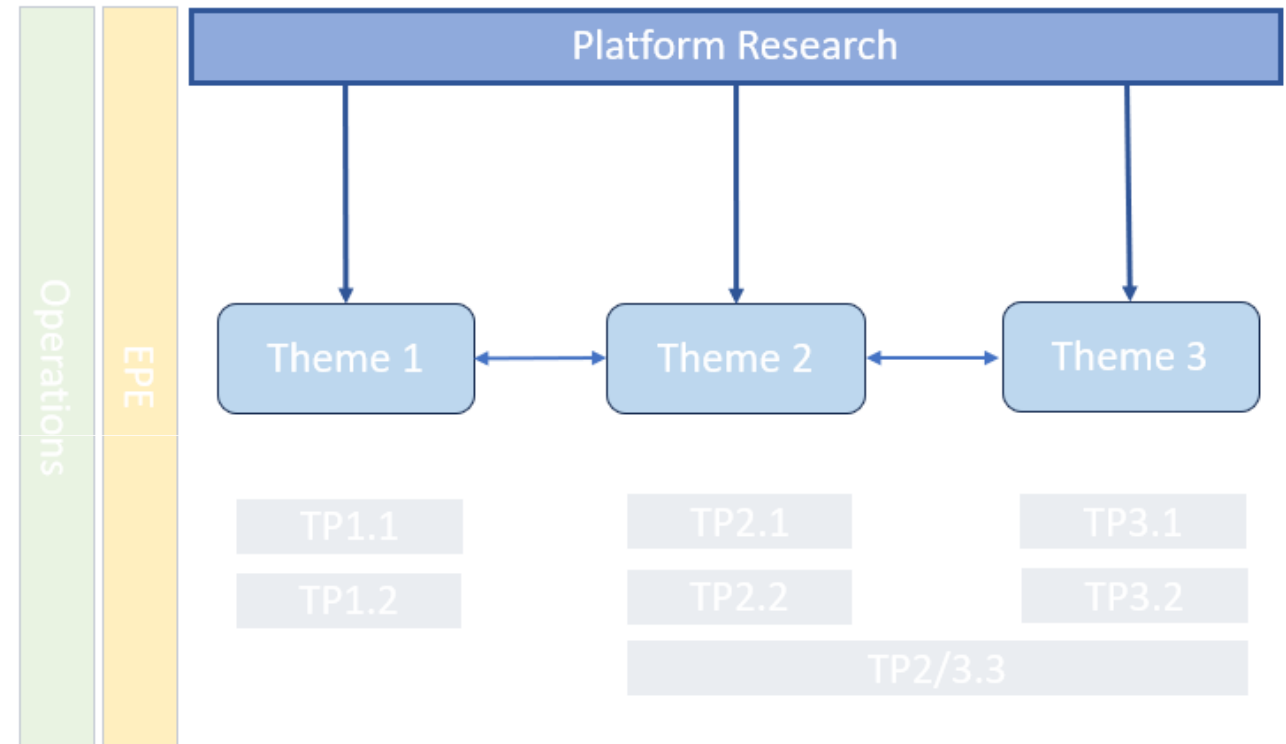 Operations
EPE
Platform Research
Theme 1
Theme 2
Theme 3
TP1.1
TP2.1
TP3.1
TP1.2
TP2.2
TP3.2
TP2/3.3